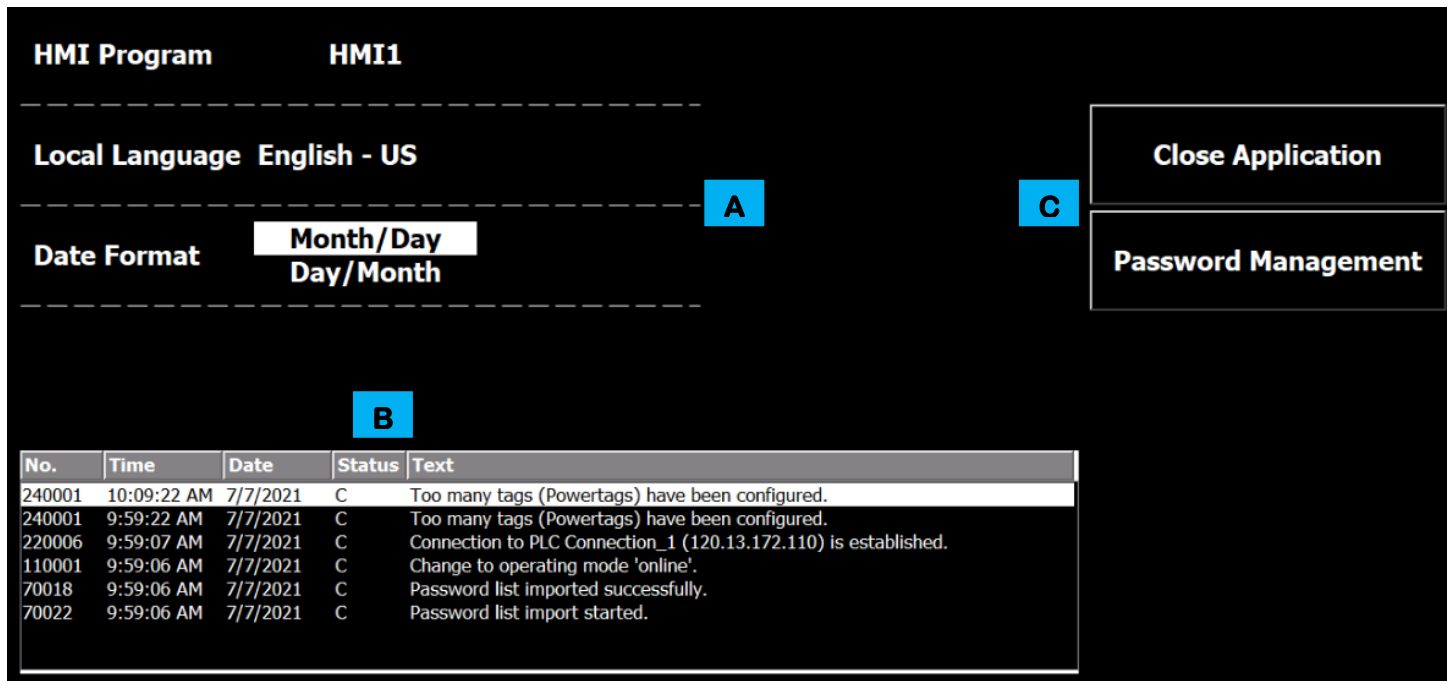 HMI Program HMI1
Local Language English - US
Close Application
A
C
Date Format
Month/Day
Day/Month
Password Management
B
No. Time Date Status Text
240001 10:09:22 AM 7/7/2021 C Too many tags (Powertags) have been configured.
240001 9:59:22 AM 7/7/2021 C Too many tags (Powertags) have been configured.
220006 9:59:07 AM 7/7/2021 C Connection to PLC Connection_1 (120.13.172.110) is established.
110001 9:59:06 AM 7/7/2021 C Change to operating mode 'online'.
70018 9:59:06 AM 7/7/2021 C Password list imported successfully.
70022 9:59:06 AM 7/7/2021 C Password list import started.